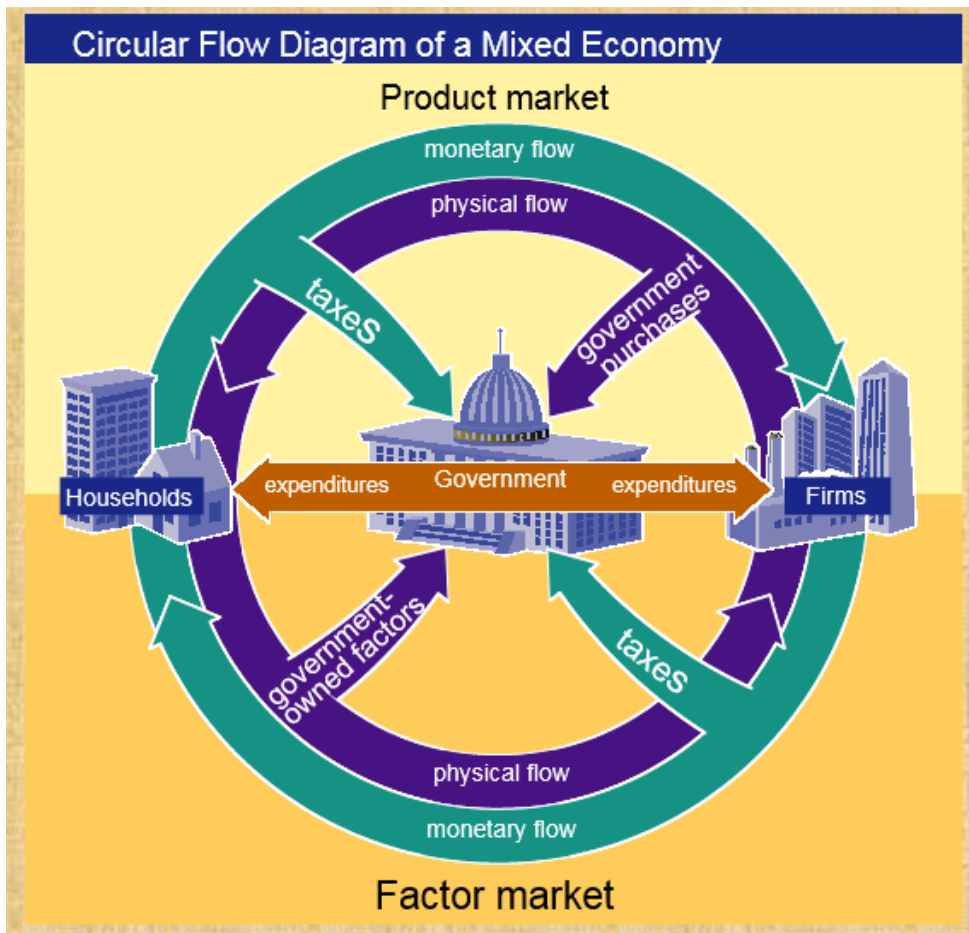 Circular Flow Diagram of a Mixed Economy
Product market
monetary flow
physical flow
taxes
government
purchases
Households
expenditures
Government
expenditures
Firms
government-
owned factors
taxes
physical flow
monetary flow
Factor market